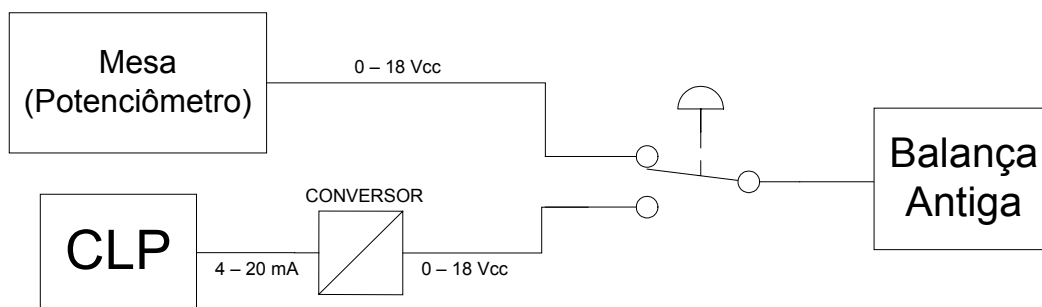 Mesa
(Potenciômetro)
0 – 18 Vcc
Balança
Antiga
CONVERSOR
CLP
4 – 20 mA
0 – 18 Vcc